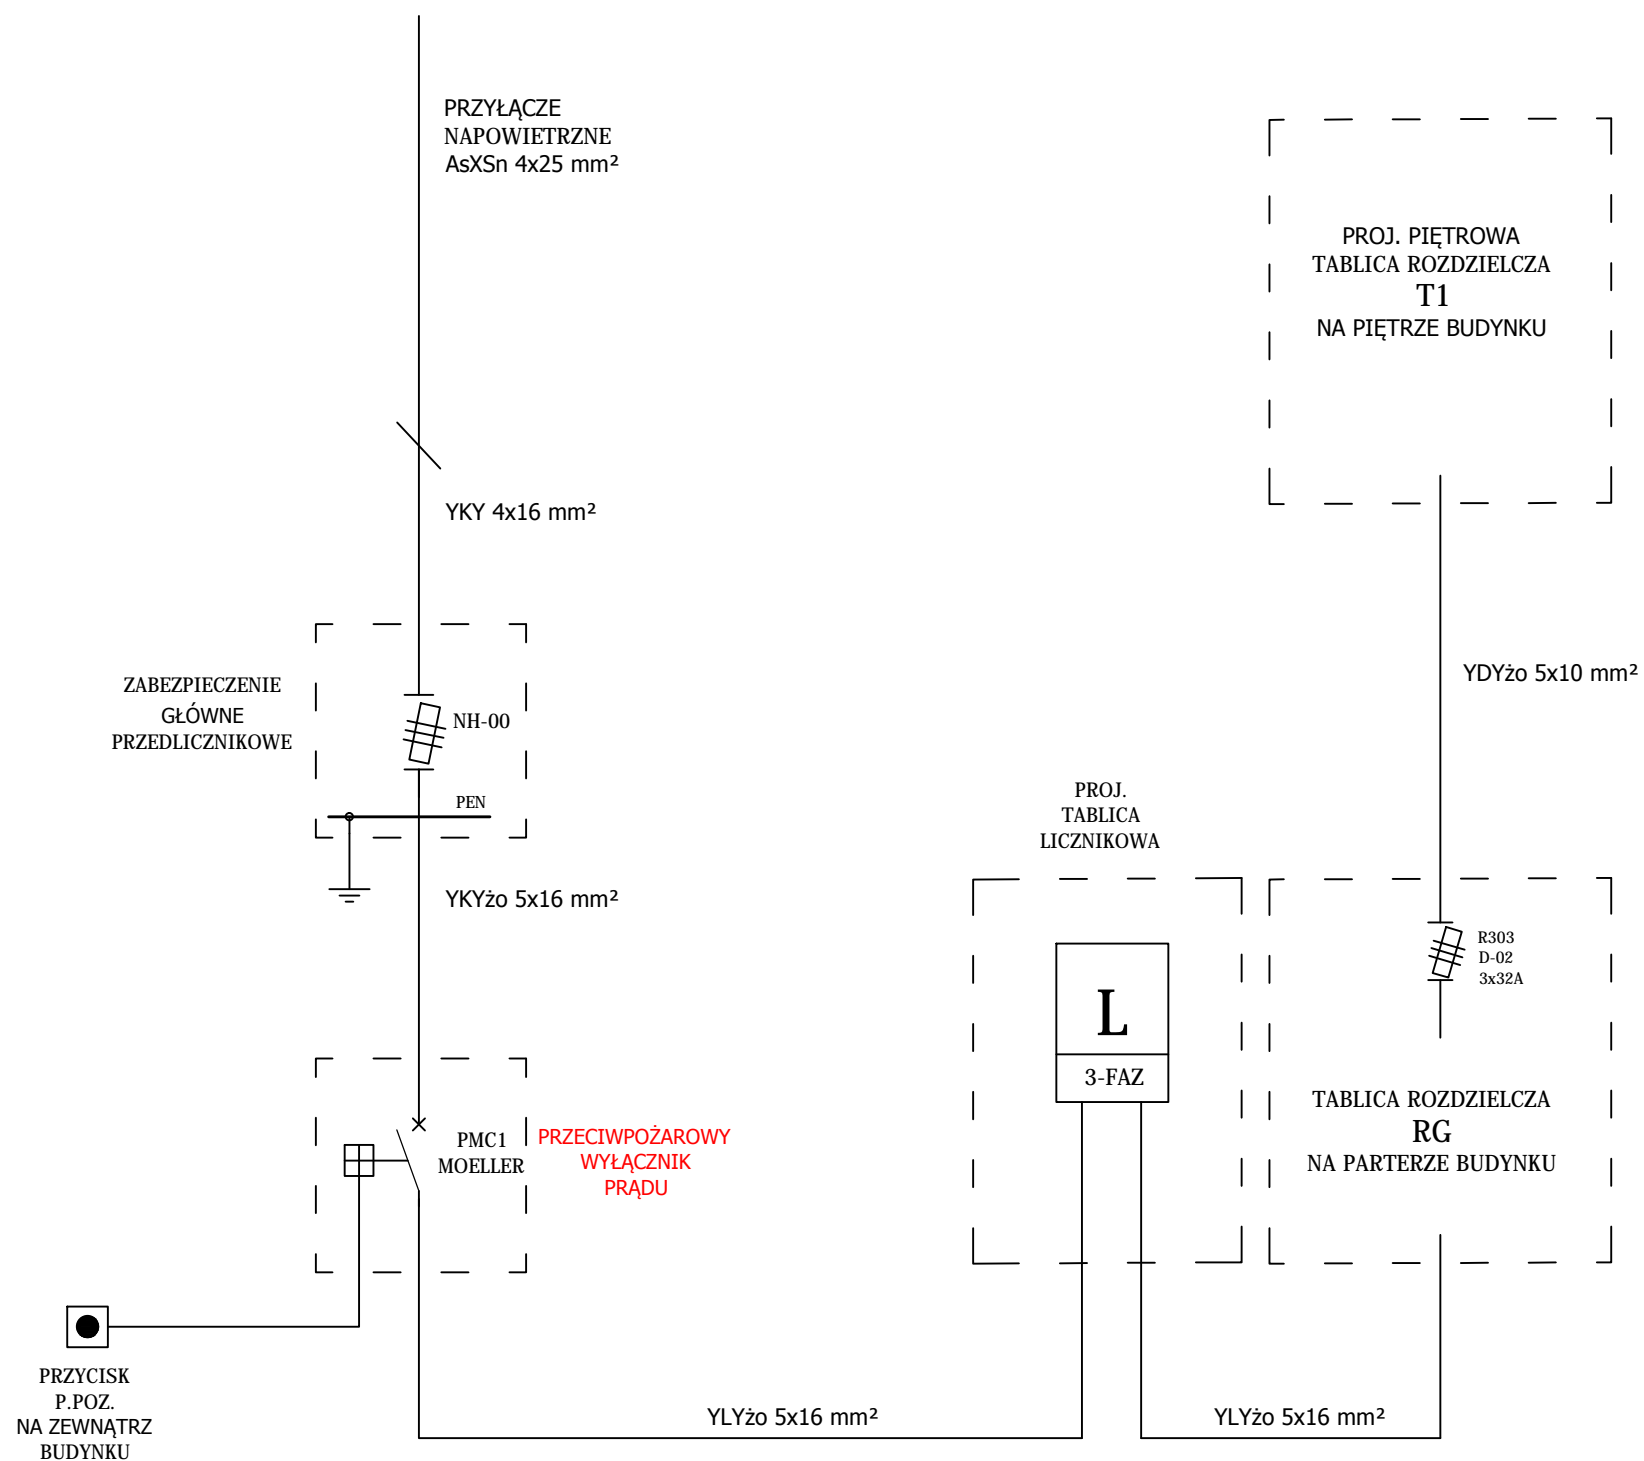 PRZYŁĄCZE
NAPOWIETRZNE
AsXSn 4x25 mm²
PROJ. PIĘTROWA
TABLICA ROZDZIELCZA
T1
NA PIĘTRZE BUDYNKU
YKY 4x16 mm²
ZABEZPIECZENIE
GŁÓWNE
PRZEDLICZNIKOWE
NH-00
PEN
YDYżo 5x10 mm²
YKYżo 5x16 mm²
PROJ.
TABLICA
LICZNIKOWA
L
3-FAZ
R303
D-02
3x32A
TABLICA ROZDZIELCZA
RG
NA PARTERZE BUDYNKU
PMC1
MOELLER
PRZECIWPOŻAROWY
WYŁĄCZNIK
PRĄDU
PRZYCISK
P.POZ.
NA ZEWNĄTRZ
BUDYNKU
YLYżo 5x16 mm²
YLYżo 5x16 mm²